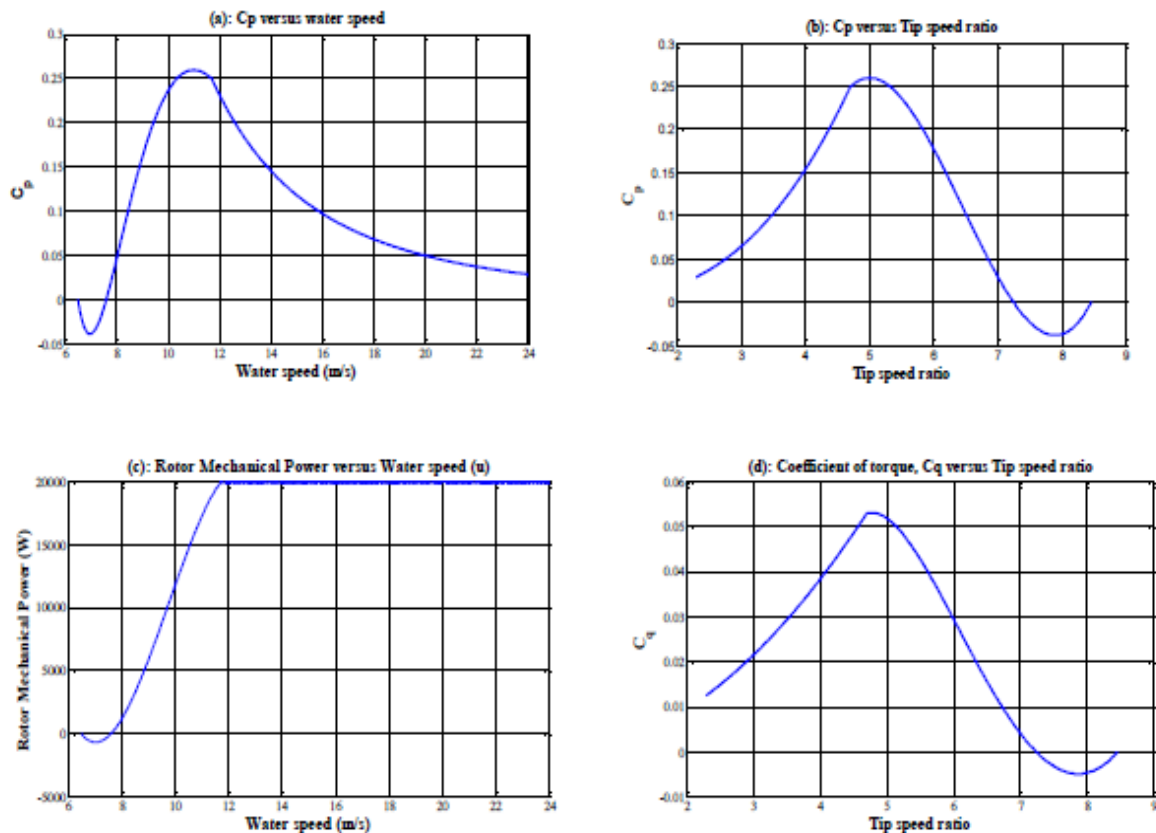 (a): Cp versus water speed
0.3
0.25
0.2
0.15
0.1
0.05
0
-0.05
C_p
6 8 10 12 14 16 18 20 22 24
Water speed (m/s)
(b): Cp versus Tip speed ratio
0.3
0.25
0.2
0.15
0.1
0.05
0
-0.05
C_p
2 3 4 5 6 7 8 9
Tip speed ratio
(c): Rotor Mechanical Power versus Water speed (u)
20000
15000
10000
5000
0
-5000
Rotor Mechanical Power (W)
6 8 10 12 14 16 18 20 22 24
Water speed (m/s)
(d): Coefficient of torque, Cq versus Tip speed ratio
0.06
0.05
0.04
0.03
0.02
0.01
0
-0.01
C_q
2 3 4 5 6 7 8 9
Tip speed ratio